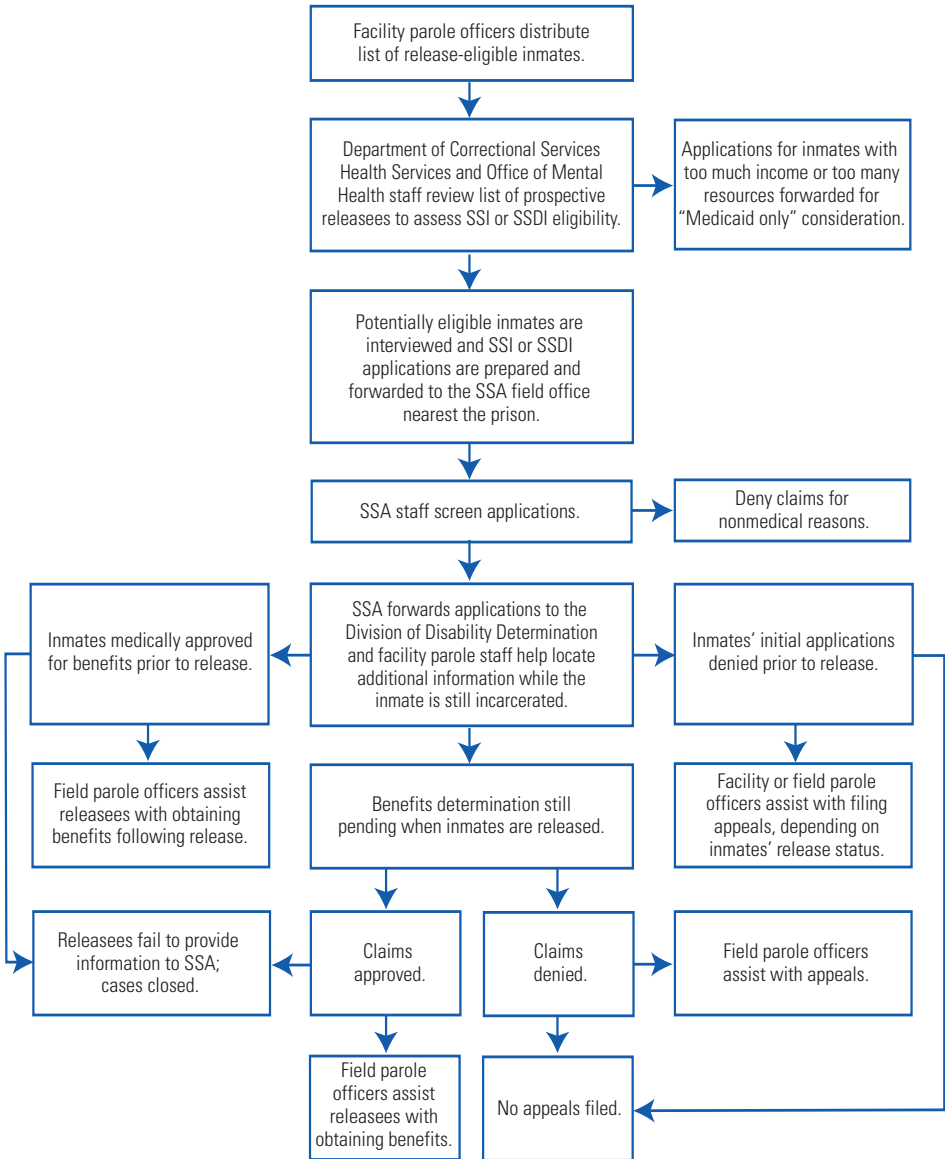 Facility parole officers distribute
list of release-eligible inmates.
Department of Correctional Services
Health Services and Office of Mental
Health staff review list of prospective
releasees to assess SSI or SSDI eligibility.
Applications for inmates with
too much income or too many
resources forwarded for
“Medicaid only” consideration.
Potentially eligible inmates are
interviewed and SSI or SSDI
applications are prepared and
forwarded to the SSA field office
nearest the prison.
SSA staff screen applications.
Deny claims for
nonmedical reasons.
Inmates medically approved
for benefits prior to release.
SSA forwards applications to the
Division of Disability Determination
and facility parole staff help locate
additional information while the
inmate is still incarcerated.
Inmates’ initial applications
denied prior to release.
Field parole officers assist
releasees with obtaining
benefits following release.
Benefits determination still
pending when inmates are released.
Facility or field parole
officers assist with filing
appeals, depending on
inmates’ release status.
Releasees fail to provide
information to SSA;
cases closed.
Claims
approved.
Claims
denied.
Field parole officers
assist with appeals.
Field parole
officers assist
releasees with
obtaining benefits.
No appeals filed.